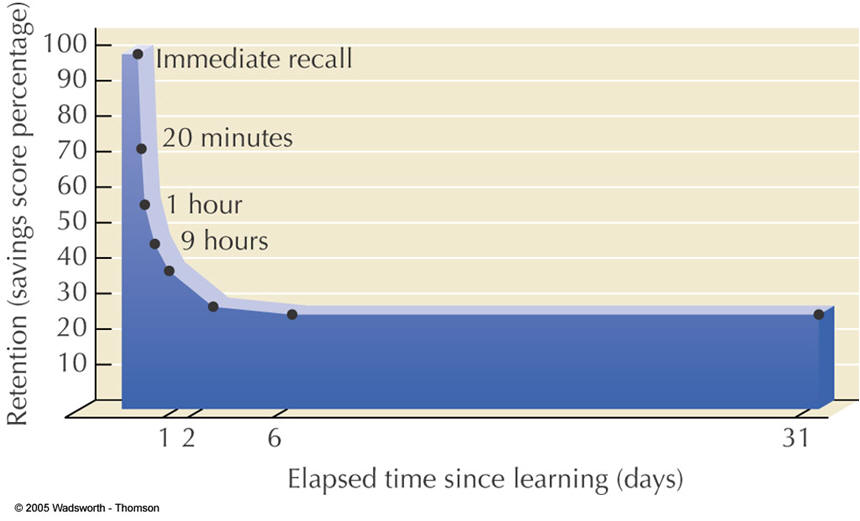 Retention (savings score percentage)
100
90
80
70
60
50
40
30
20
10
Immediate recall
20 minutes
1 hour
9 hours
1 2 6 31
Elapsed time since learning (days)
© 2005 Wadsworth - Thomson